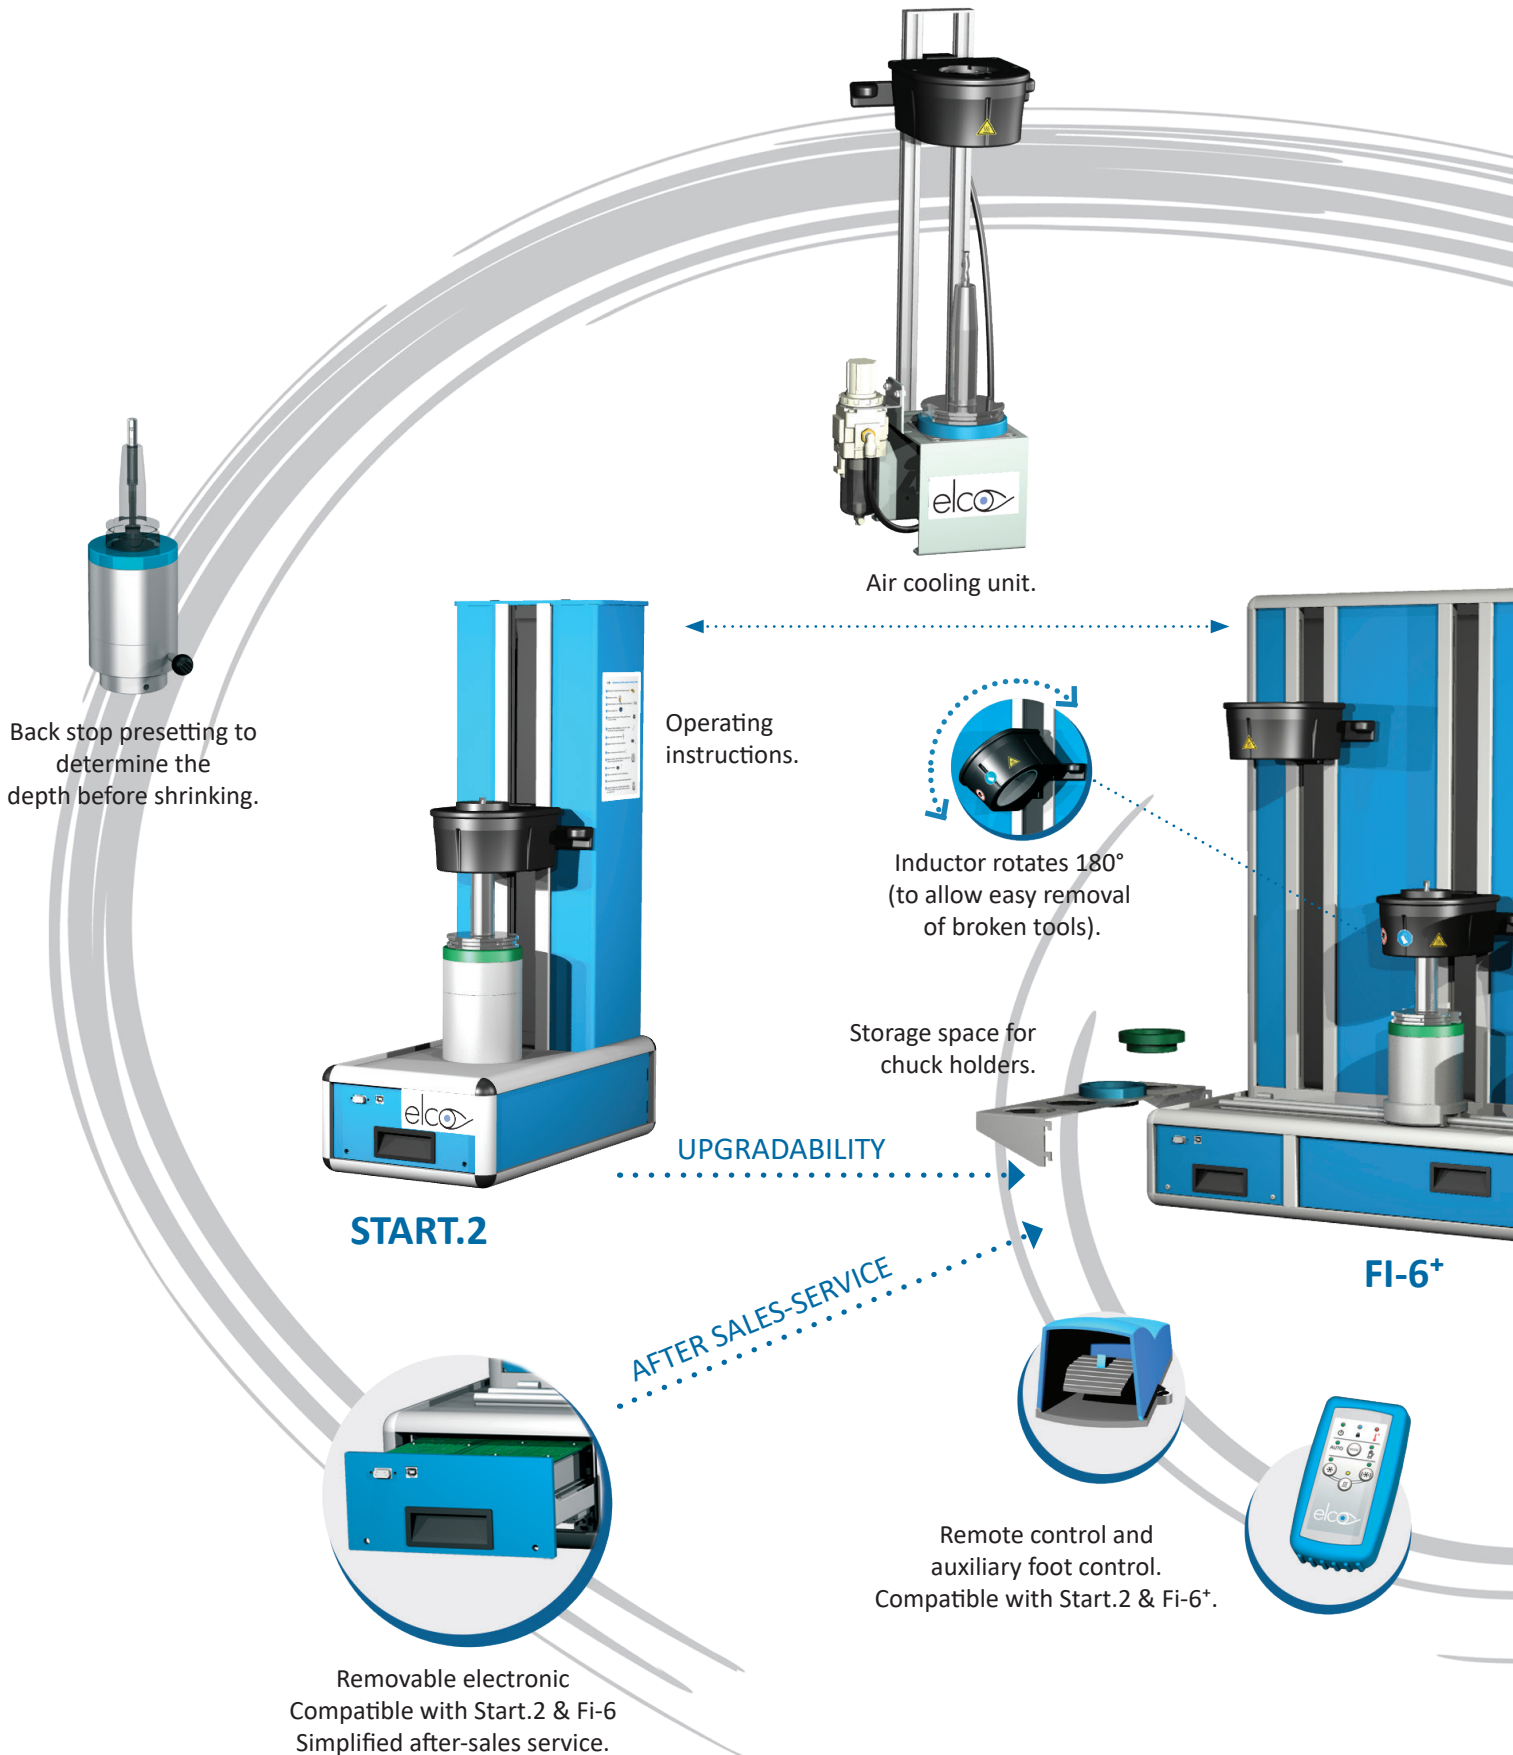 elco
Air cooling unit.
Back stop presetting to
determine the
depth before shrinking.
Operating
instructions.
Inductor rotates 180°
(to allow easy removal
of broken tools).
Storage space for
chuck holders.
elco
UPGRADABILITY
START.2
FI-6⁺
AFTER SALES-SERVICE
AUTO
elco
Remote control and
auxiliary foot control.
Compatible with Start.2 & Fi-6⁺.
Removable electronic
Compatible with Start.2 & Fi-6
Simplified after-sales service.